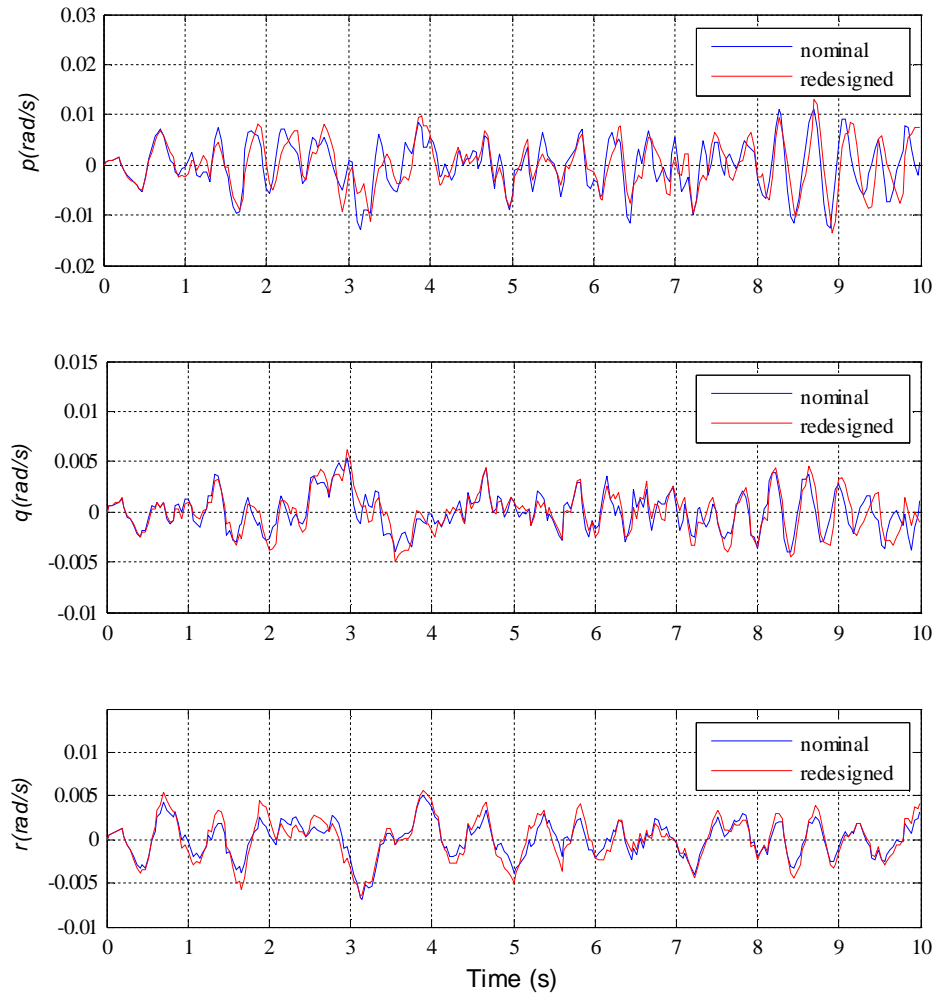 0.03
0.02
0.01
0
-0.01
-0.02
p(rad/s)
nominal
redesigned
0 1 2 3 4 5 6 7 8 9 10
0.015
0.01
0.005
0
-0.005
-0.01
q(rad/s)
nominal
redesigned
0 1 2 3 4 5 6 7 8 9 10
0.01
0.005
0
-0.005
-0.01
r(rad/s)
nominal
redesigned
0 1 2 3 4 5 6 7 8 9 10
Time (s)